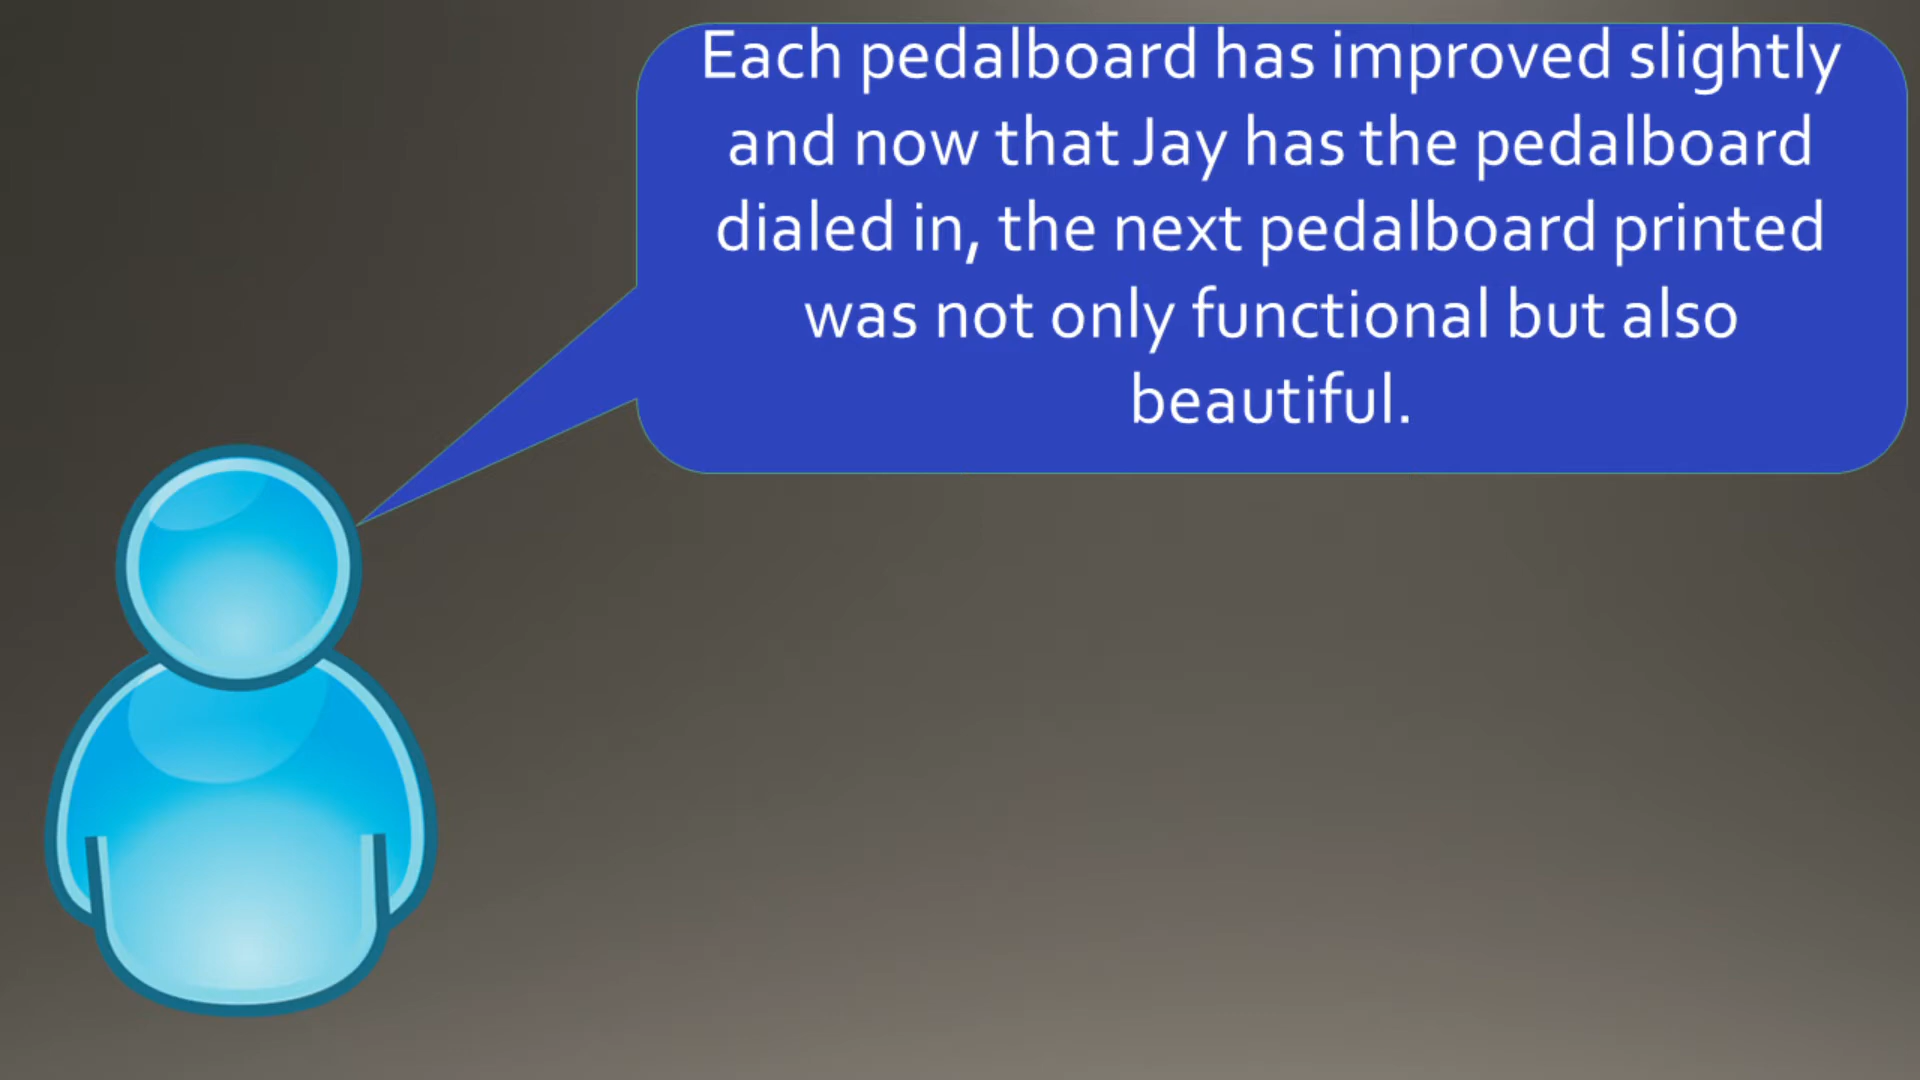 Each pedalboard has improved slightly
and now that Jay has the pedalboard
dialed in, the next pedalboard printed
was not only functional but also
beautiful.